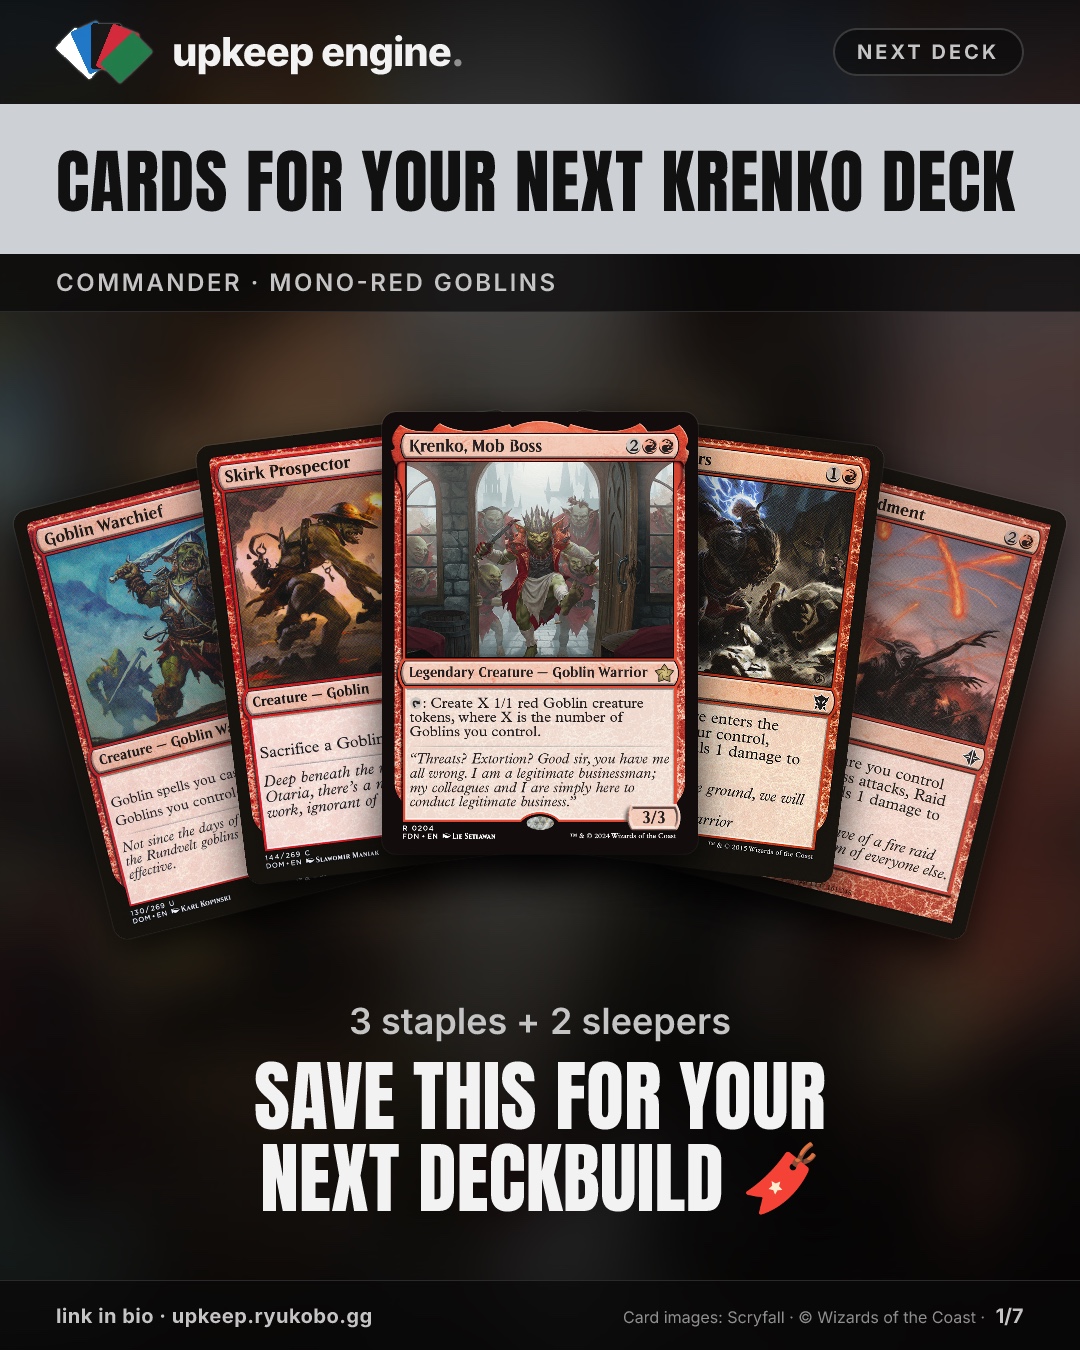 upkeep engine.
NEXT DECK
CARDS FOR YOUR NEXT KRENKO DECK
COMMANDER · MONO-RED GOBLINS
Goblin Warchief
Creature — Goblin W
Goblin spells you ca
Goblins you control
Not since the days of
the Rundvelt goblins
effective.
130/269 U
DOM • EN Karl Kopinski
Skirk Prospector
Creature — Goblin
Sacrifice a Goblin
Deep beneath the
Otaria, there's a
work, ignorant of
144/269 C
DOM • EN Slawomir Maniak
Krenko, Mob Boss 2
Legendary Creature — Goblin Warrior
: Create X 1/1 red Goblin creature
tokens, where X is the number of
Goblins you control.
“Threats? Extortion? Good sir, you have me
all wrong. I am a legitimate businessman;
my colleagues and I are simply here to
conduct legitimate business.”
3/3
R 0204
FDN • EN Lie Setiawan
™ & © 2024 Wizards of the Coast
rs 1
e enters the
ur control,
ls 1 damage to
e ground, we will
arrior
™ & © 2015 Wizards of the Coast
dment 2
re you control
s attacks, Raid
ls 1 damage to
ve of a fire raid
n of everyone else.
3 staples + 2 sleepers
SAVE THIS FOR YOUR
NEXT DECKBUILD
link in bio · upkeep.ryukobo.gg
Card images: Scryfall · © Wizards of the Coast · 1/7